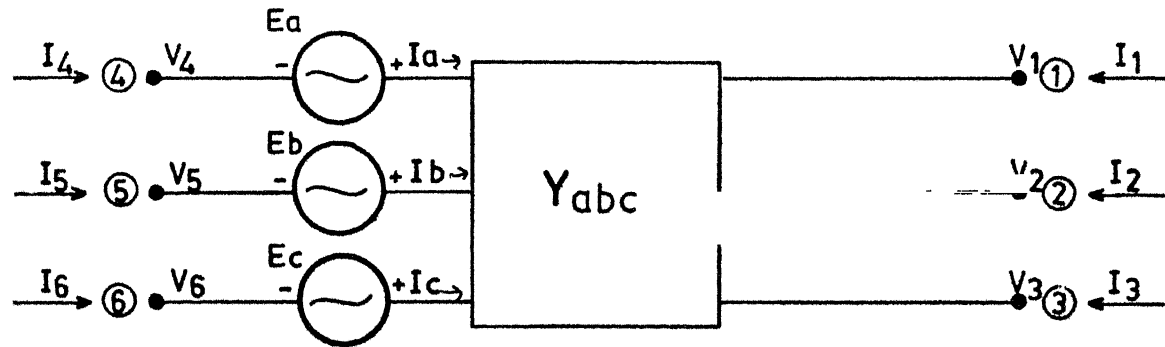 Ea
I4 ④ V4 - + Ia→ V1 ① I1
Eb
I5 ⑤ V5 - + Ib→ V2 ② I2
Yabc
Ec
I6 ⑥ V6 - + Ic→ V3 ③ I3